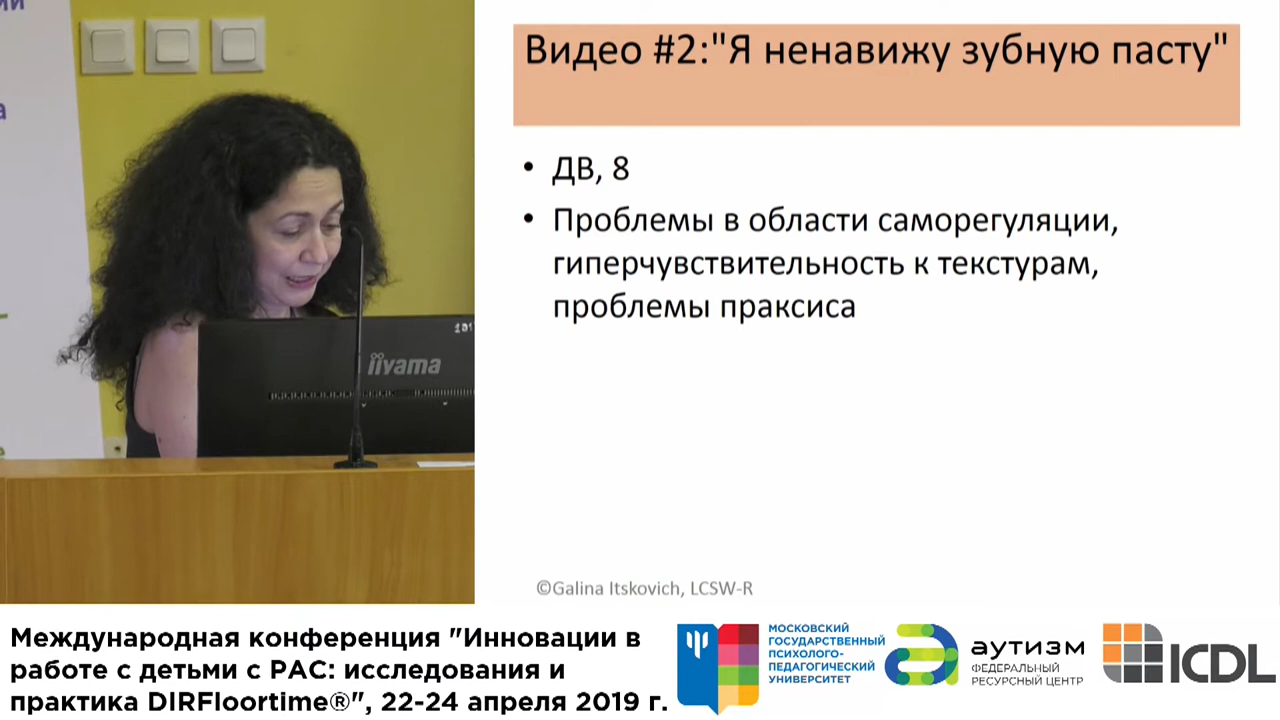 Видео #2:"Я ненавижу зубную пасту"
• ДВ, 8
• Проблемы в области саморегуляции,
гиперчувствительность к текстурам,
проблемы праксиса
iiyama
©Galina Itskovich, LCSW-R
Международная конференция "Инновации в
работе с детьми с РАС: исследования и
практика DIRFloortime®", 22-24 апреля 2019 г.
МОСКОВСКИЙ
ГОСУДАРСТВЕННЫЙ
ПСИХОЛОГО-
ПЕДАГОГИЧЕСКИЙ
УНИВЕРСИТЕТ
аутизм
ФЕДЕРАЛЬНЫЙ
РЕСУРСНЫЙ ЦЕНТР
ICDL